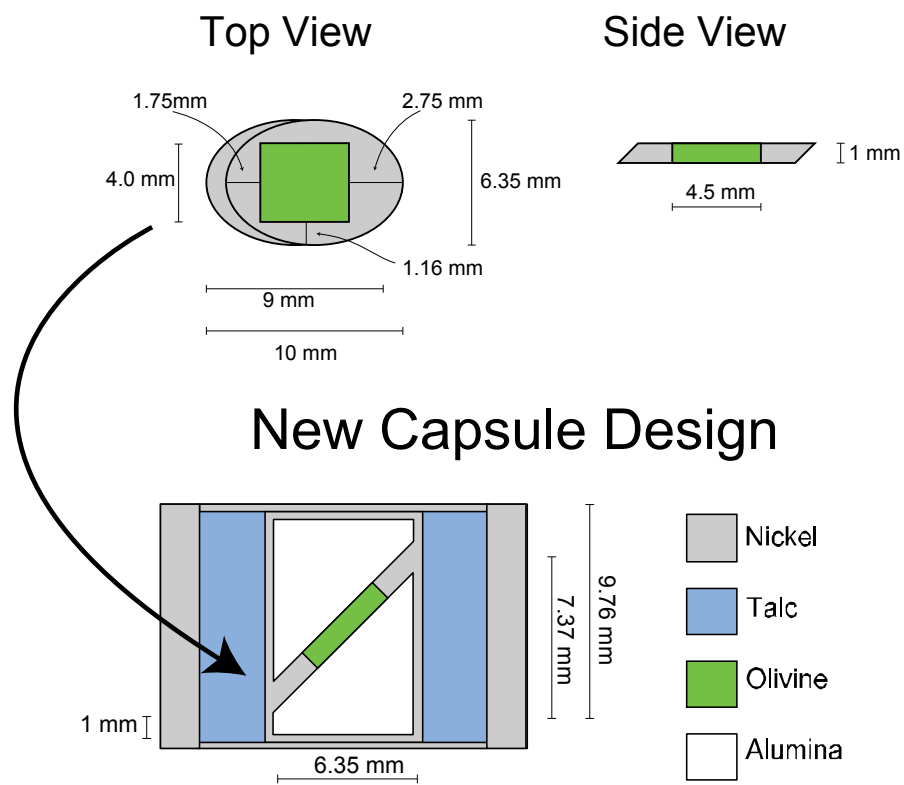 Top View
Side View
1.75mm
2.75 mm
4.0 mm
6.35 mm
1 mm
4.5 mm
1.16 mm
9 mm
10 mm
New Capsule Design
Nickel
Talc
Olivine
Alumina
7.37 mm
9.76 mm
1 mm
6.35 mm